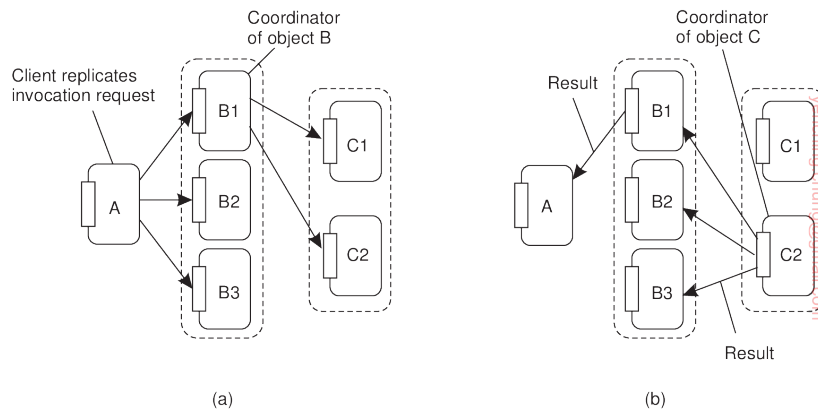 Coordinator
of object B
Client replicates
invocation request
A
B1
B2
B3
C1
C2
(a)
Coordinator
of object C
Result
A
B1
B2
B3
C1
C2
Result
(b)